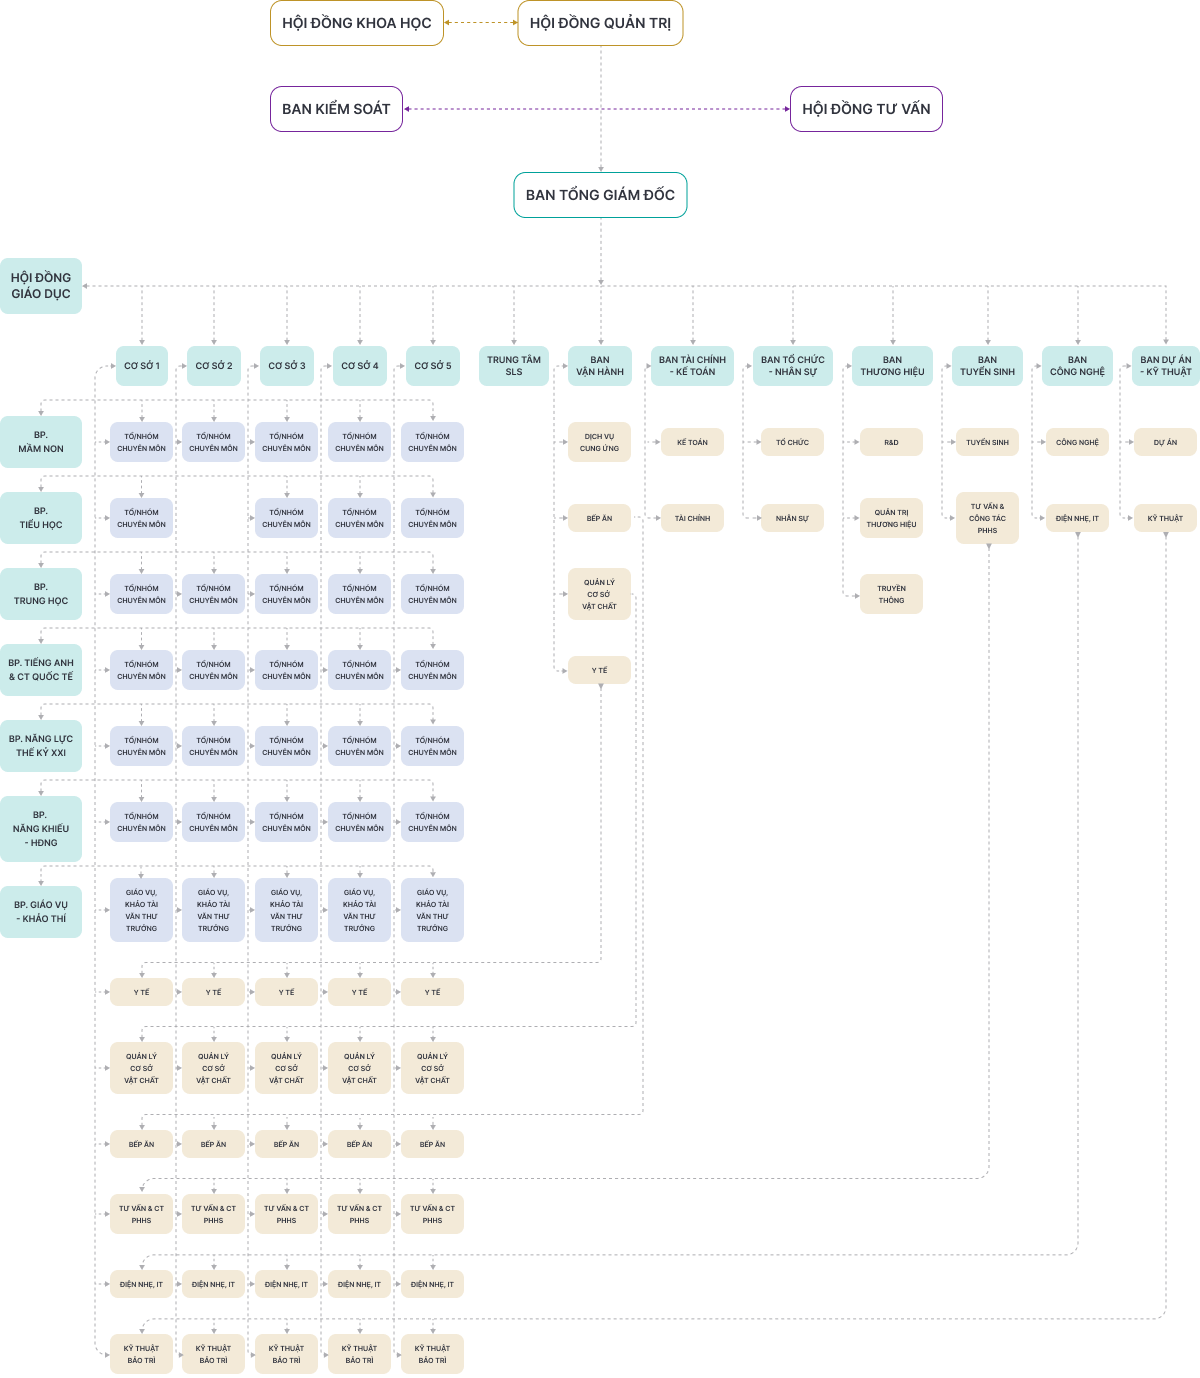 HỘI ĐỒNG KHOA HỌC
HỘI ĐỒNG QUẢN TRỊ
BAN KIỂM SOÁT
HỘI ĐỒNG TƯ VẤN
BAN TỔNG GIÁM ĐỐC
HỘI ĐỒNG
GIÁO DỤC
CƠ SỞ 1
CƠ SỞ 2
CƠ SỞ 3
CƠ SỞ 4
CƠ SỞ 5
TRUNG TÂM
SLS
BAN
VẬN HÀNH
BAN TÀI CHÍNH
- KẾ TOÁN
BAN TỔ CHỨC
- NHÂN SỰ
BAN
THƯƠNG HIỆU
BAN
TUYỂN SINH
BAN
CÔNG NGHỆ
BAN DỰ ÁN
- KỸ THUẬT
BP.
MẦM NON
TỔ/NHÓM
CHUYÊN MÔN
TỔ/NHÓM
CHUYÊN MÔN
TỔ/NHÓM
CHUYÊN MÔN
TỔ/NHÓM
CHUYÊN MÔN
TỔ/NHÓM
CHUYÊN MÔN
DỊCH VỤ
CUNG ỨNG
KẾ TOÁN
TỔ CHỨC
R&D
TUYỂN SINH
CÔNG NGHỆ
DỰ ÁN
BP.
TIỂU HỌC
TỔ/NHÓM
CHUYÊN MÔN
TỔ/NHÓM
CHUYÊN MÔN
TỔ/NHÓM
CHUYÊN MÔN
TỔ/NHÓM
CHUYÊN MÔN
BẾP ĂN
TÀI CHÍNH
NHÂN SỰ
QUẢN TRỊ
THƯƠNG HIỆU
TƯ VẤN &
CÔNG TÁC
PHHS
ĐIỆN NHẸ, IT
KỸ THUẬT
BP.
TRUNG HỌC
TỔ/NHÓM
CHUYÊN MÔN
TỔ/NHÓM
CHUYÊN MÔN
TỔ/NHÓM
CHUYÊN MÔN
TỔ/NHÓM
CHUYÊN MÔN
TỔ/NHÓM
CHUYÊN MÔN
QUẢN LÝ
CƠ SỞ
VẬT CHẤT
TRUYỀN
THÔNG
BP. TIẾNG ANH
& CT QUỐC TẾ
TỔ/NHÓM
CHUYÊN MÔN
TỔ/NHÓM
CHUYÊN MÔN
TỔ/NHÓM
CHUYÊN MÔN
TỔ/NHÓM
CHUYÊN MÔN
TỔ/NHÓM
CHUYÊN MÔN
Y TẾ
BP. NĂNG LỰC
THẾ KỶ XXI
TỔ/NHÓM
CHUYÊN MÔN
TỔ/NHÓM
CHUYÊN MÔN
TỔ/NHÓM
CHUYÊN MÔN
TỔ/NHÓM
CHUYÊN MÔN
TỔ/NHÓM
CHUYÊN MÔN
BP.
NĂNG KHIẾU
- HĐNG
TỔ/NHÓM
CHUYÊN MÔN
TỔ/NHÓM
CHUYÊN MÔN
TỔ/NHÓM
CHUYÊN MÔN
TỔ/NHÓM
CHUYÊN MÔN
TỔ/NHÓM
CHUYÊN MÔN
BP. GIÁO VỤ
- KHẢO THÍ
GIÁO VỤ,
KHẢO TÀI
VĂN THƯ
TRƯỜNG
GIÁO VỤ,
KHẢO TÀI
VĂN THƯ
TRƯỜNG
GIÁO VỤ,
KHẢO TÀI
VĂN THƯ
TRƯỜNG
GIÁO VỤ,
KHẢO TÀI
VĂN THƯ
TRƯỜNG
GIÁO VỤ,
KHẢO TÀI
VĂN THƯ
TRƯỜNG
Y TẾ
Y TẾ
Y TẾ
Y TẾ
Y TẾ
QUẢN LÝ
CƠ SỞ
VẬT CHẤT
QUẢN LÝ
CƠ SỞ
VẬT CHẤT
QUẢN LÝ
CƠ SỞ
VẬT CHẤT
QUẢN LÝ
CƠ SỞ
VẬT CHẤT
QUẢN LÝ
CƠ SỞ
VẬT CHẤT
BẾP ĂN
BẾP ĂN
BẾP ĂN
BẾP ĂN
BẾP ĂN
TƯ VẤN & CT
PHHS
TƯ VẤN & CT
PHHS
TƯ VẤN & CT
PHHS
TƯ VẤN & CT
PHHS
TƯ VẤN & CT
PHHS
ĐIỆN NHẸ, IT
ĐIỆN NHẸ, IT
ĐIỆN NHẸ, IT
ĐIỆN NHẸ, IT
ĐIỆN NHẸ, IT
KỸ THUẬT
BẢO TRÌ
KỸ THUẬT
BẢO TRÌ
KỸ THUẬT
BẢO TRÌ
KỸ THUẬT
BẢO TRÌ
KỸ THUẬT
BẢO TRÌ